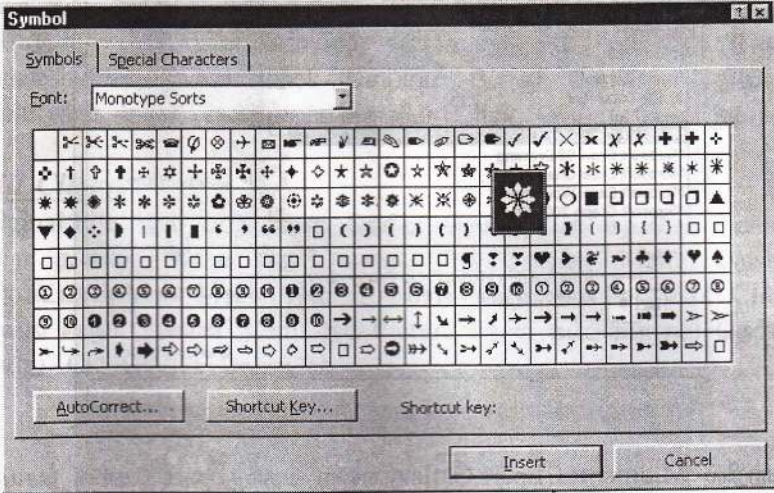 Symbol
Symbols Special Characters
Font: Monotype Sorts
AutoCorrect... Shortcut Key... Shortcut key:
Insert Cancel